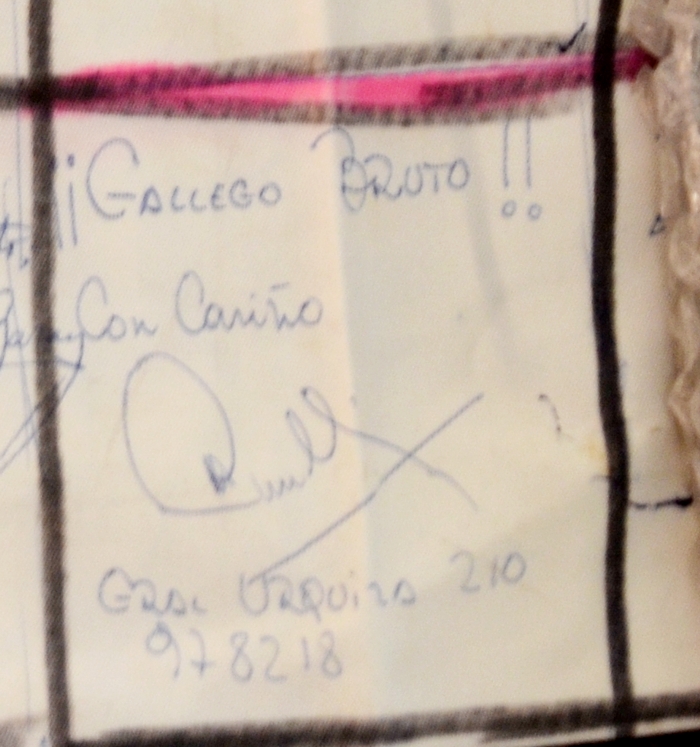 ¡¡GALLEGO BRUTO!!
Con Cariño
GRAL URQUIZA 210
978218